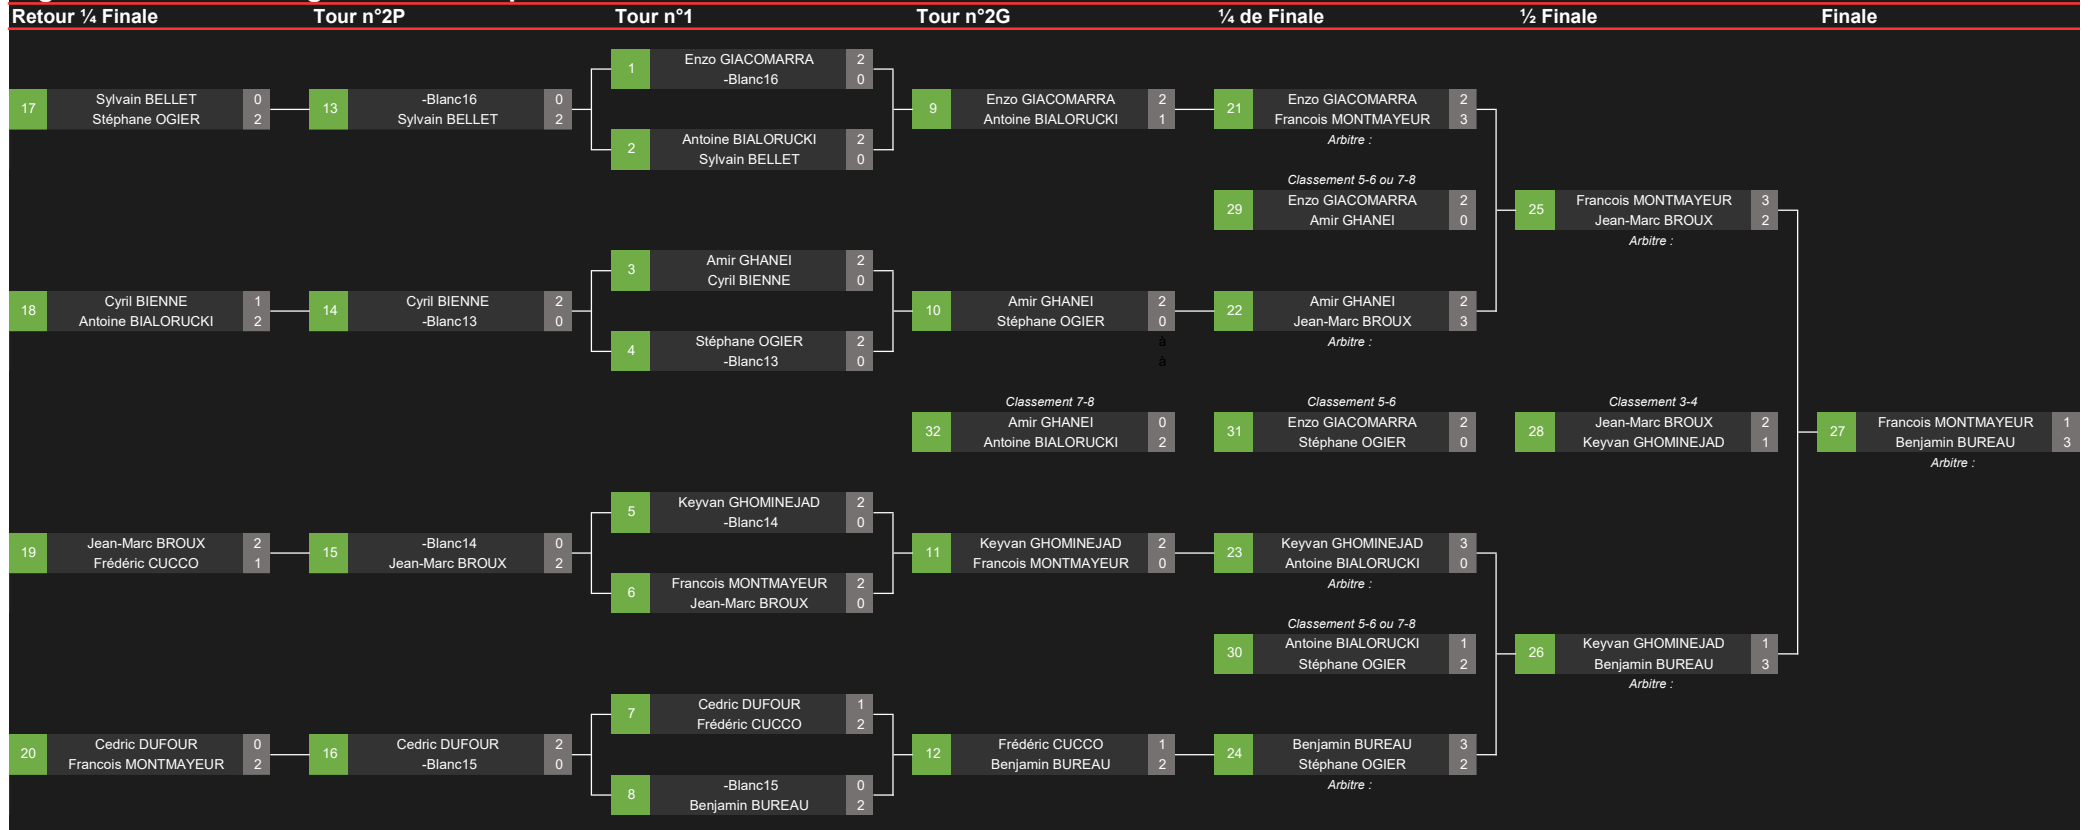 Retour ¼ Finale Tour n°2P Tour n°1 Tour n°2G ¼ de Finale ½ Finale Finale
1 Enzo GIACOMARRA 2
-Blanc16 0
17 Sylvain BELLET 0
Stéphane OGIER 2
13 -Blanc16 0
Sylvain BELLET 2
9 Enzo GIACOMARRA 2
Antoine BIALORUCKI 1
21 Enzo GIACOMARRA 2
Francois MONTMAYEUR 3
Arbitre :
2 Antoine BIALORUCKI 2
Sylvain BELLET 0
Classement 5-6 ou 7-8
29 Enzo GIACOMARRA 2
Amir GHANEI 0
25 Francois MONTMAYEUR 3
Jean-Marc BROUX 2
Arbitre :
3 Amir GHANEI 2
Cyril BIENNE 0
18 Cyril BIENNE 1
Antoine BIALORUCKI 2
14 Cyril BIENNE 2
-Blanc13 0
10 Amir GHANEI 2
Stéphane OGIER 0
à
à
22 Amir GHANEI 2
Jean-Marc BROUX 3
Arbitre :
4 Stéphane OGIER 2
-Blanc13 0
Classement 7-8
32 Amir GHANEI 0
Antoine BIALORUCKI 2
Classement 5-6
31 Enzo GIACOMARRA 2
Stéphane OGIER 0
Classement 3-4
28 Jean-Marc BROUX 2
Keyvan GHOMINEJAD 1
27 Francois MONTMAYEUR 1
Benjamin BUREAU 3
Arbitre :
5 Keyvan GHOMINEJAD 2
-Blanc14 0
19 Jean-Marc BROUX 2
Frédéric CUCCO 1
15 -Blanc14 0
Jean-Marc BROUX 2
11 Keyvan GHOMINEJAD 2
Francois MONTMAYEUR 0
23 Keyvan GHOMINEJAD 3
Antoine BIALORUCKI 0
Arbitre :
6 Francois MONTMAYEUR 2
Jean-Marc BROUX 0
Classement 5-6 ou 7-8
30 Antoine BIALORUCKI 1
Stéphane OGIER 2
26 Keyvan GHOMINEJAD 1
Benjamin BUREAU 3
Arbitre :
7 Cedric DUFOUR 1
Frédéric CUCCO 2
20 Cedric DUFOUR 0
Francois MONTMAYEUR 2
16 Cedric DUFOUR 2
-Blanc15 0
12 Frédéric CUCCO 1
Benjamin BUREAU 2
24 Benjamin BUREAU 3
Stéphane OGIER 2
Arbitre :
8 -Blanc15 0
Benjamin BUREAU 2